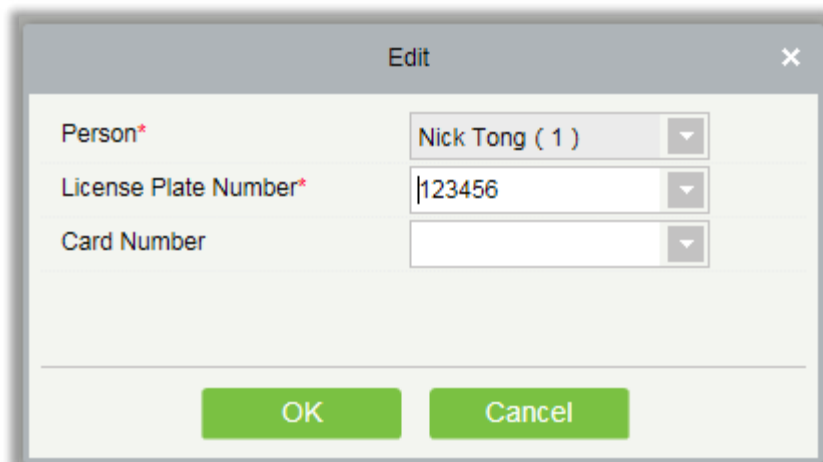 Edit
Person* Nick Tong ( 1 )
License Plate Number* 123456
Card Number
OK Cancel